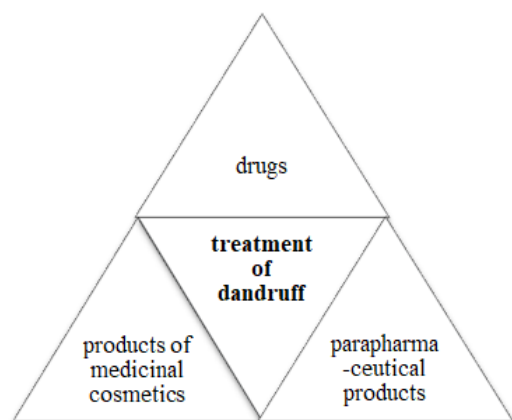 drugs
treatment
of
dandruff
products of
medicinal
cosmetics
parapharma
-ceutical
products